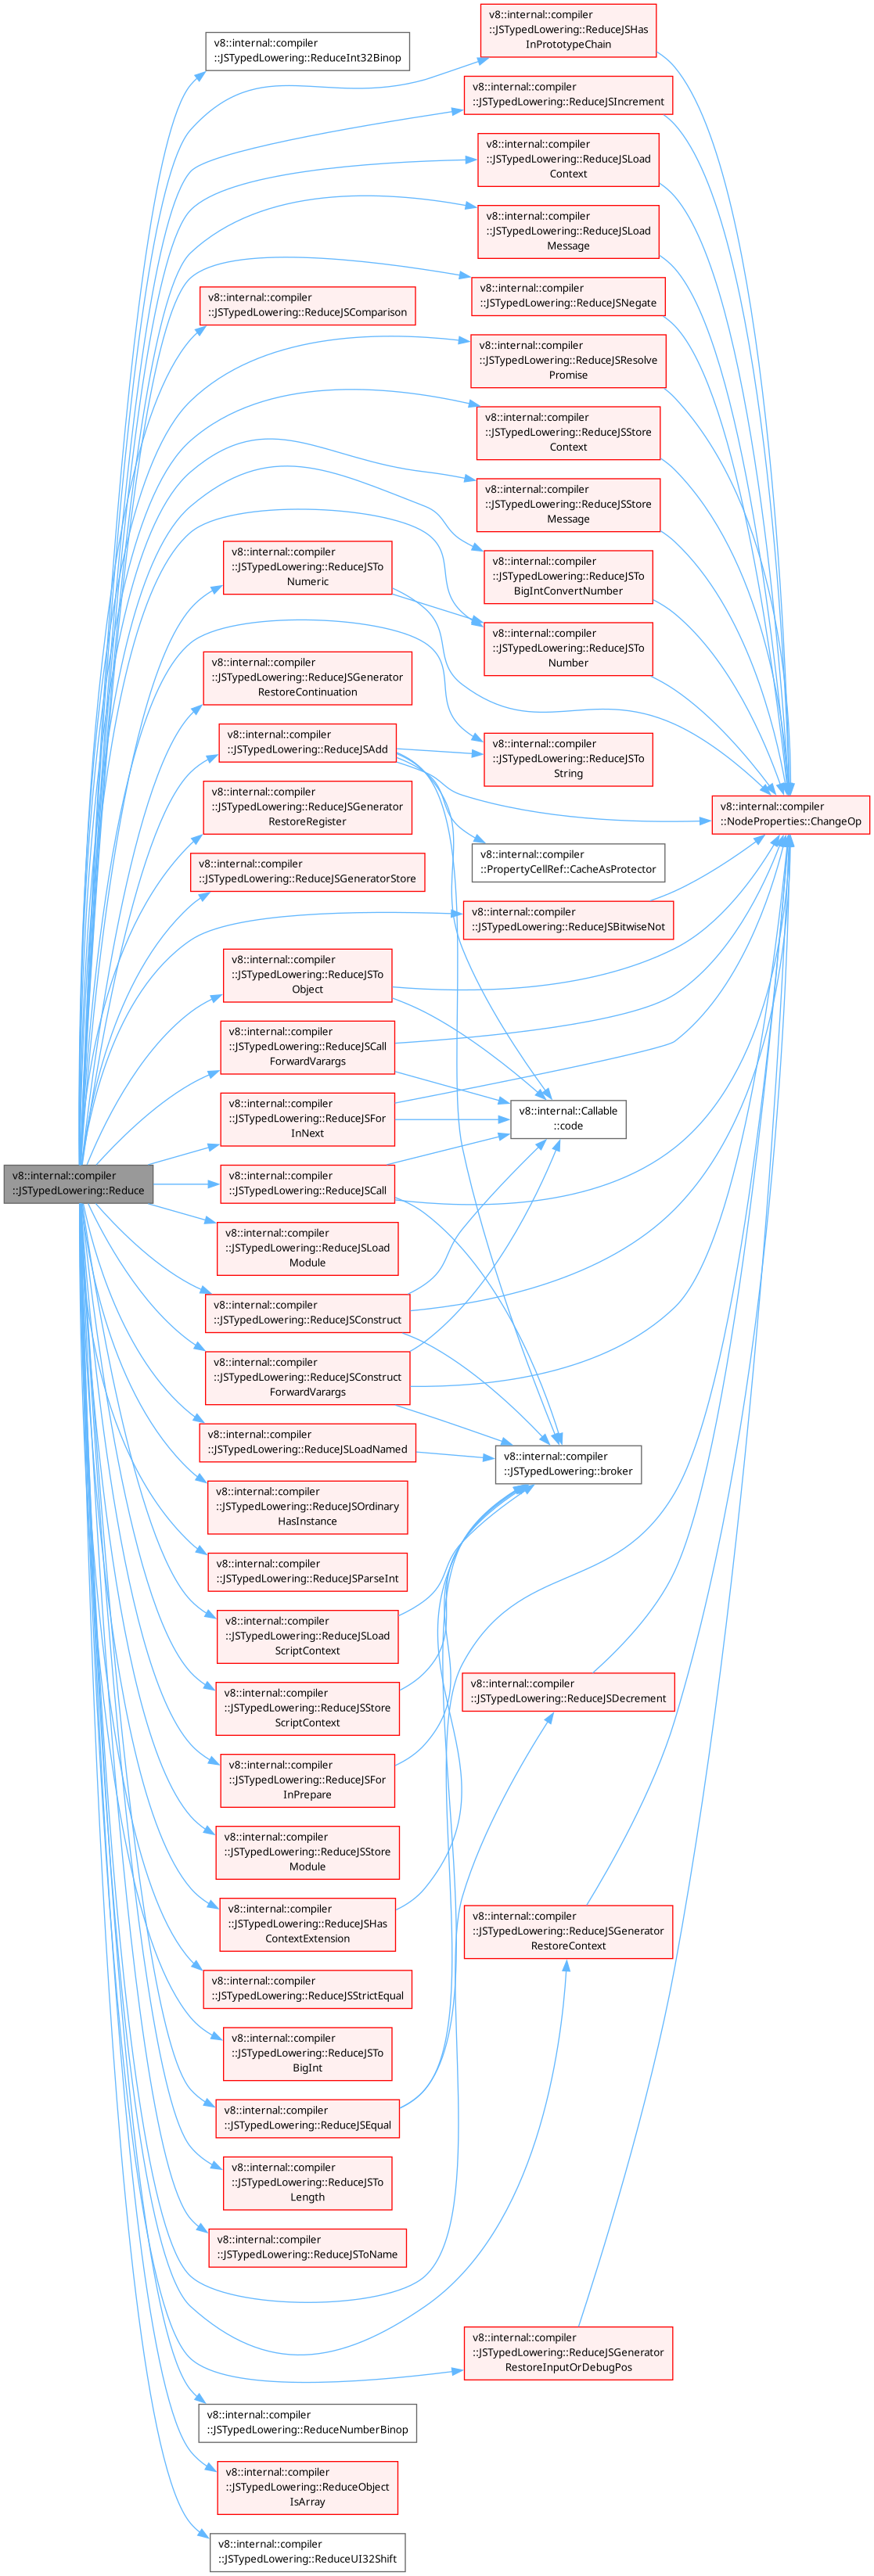 v8::internal::compiler
::JSTypedLowering::ReduceJSHas
InPrototypeChain
v8::internal::compiler
::JSTypedLowering::ReduceInt32Binop
v8::internal::compiler
::JSTypedLowering::ReduceJSIncrement
v8::internal::compiler
::JSTypedLowering::ReduceJSLoad
Context
v8::internal::compiler
::JSTypedLowering::ReduceJSLoad
Message
v8::internal::compiler
::JSTypedLowering::ReduceJSNegate
v8::internal::compiler
::JSTypedLowering::ReduceJSComparison
v8::internal::compiler
::JSTypedLowering::ReduceJSResolve
Promise
v8::internal::compiler
::JSTypedLowering::ReduceJSStore
Context
v8::internal::compiler
::JSTypedLowering::ReduceJSStore
Message
v8::internal::compiler
::JSTypedLowering::ReduceJSTo
Numeric
v8::internal::compiler
::JSTypedLowering::ReduceJSTo
BigIntConvertNumber
v8::internal::compiler
::JSTypedLowering::ReduceJSTo
Number
v8::internal::compiler
::JSTypedLowering::ReduceJSGenerator
RestoreContinuation
v8::internal::compiler
::JSTypedLowering::ReduceJSAdd
v8::internal::compiler
::JSTypedLowering::ReduceJSTo
String
v8::internal::compiler
::JSTypedLowering::ReduceJSGenerator
RestoreRegister
v8::internal::compiler
::NodeProperties::ChangeOp
v8::internal::compiler
::PropertyCellRef::CacheAsProtector
v8::internal::compiler
::JSTypedLowering::ReduceJSGeneratorStore
v8::internal::compiler
::JSTypedLowering::ReduceJSBitwiseNot
v8::internal::compiler
::JSTypedLowering::ReduceJSTo
Object
v8::internal::compiler
::JSTypedLowering::ReduceJSCall
ForwardVarargs
v8::internal::compiler
::JSTypedLowering::ReduceJSFor
InNext
v8::internal::Callable
::code
v8::internal::compiler
::JSTypedLowering::Reduce
v8::internal::compiler
::JSTypedLowering::ReduceJSCall
v8::internal::compiler
::JSTypedLowering::ReduceJSLoad
Module
v8::internal::compiler
::JSTypedLowering::ReduceJSConstruct
v8::internal::compiler
::JSTypedLowering::ReduceJSConstruct
ForwardVarargs
v8::internal::compiler
::JSTypedLowering::ReduceJSLoadNamed
v8::internal::compiler
::JSTypedLowering::broker
v8::internal::compiler
::JSTypedLowering::ReduceJSOrdinary
HasInstance
v8::internal::compiler
::JSTypedLowering::ReduceJSParseInt
v8::internal::compiler
::JSTypedLowering::ReduceJSLoad
ScriptContext
v8::internal::compiler
::JSTypedLowering::ReduceJSStore
ScriptContext
v8::internal::compiler
::JSTypedLowering::ReduceJSDecrement
v8::internal::compiler
::JSTypedLowering::ReduceJSFor
InPrepare
v8::internal::compiler
::JSTypedLowering::ReduceJSStore
Module
v8::internal::compiler
::JSTypedLowering::ReduceJSHas
ContextExtension
v8::internal::compiler
::JSTypedLowering::ReduceJSGenerator
RestoreContext
v8::internal::compiler
::JSTypedLowering::ReduceJSStrictEqual
v8::internal::compiler
::JSTypedLowering::ReduceJSTo
BigInt
v8::internal::compiler
::JSTypedLowering::ReduceJSEqual
v8::internal::compiler
::JSTypedLowering::ReduceJSTo
Length
v8::internal::compiler
::JSTypedLowering::ReduceJSToName
v8::internal::compiler
::JSTypedLowering::ReduceJSGenerator
RestoreInputOrDebugPos
v8::internal::compiler
::JSTypedLowering::ReduceNumberBinop
v8::internal::compiler
::JSTypedLowering::ReduceObject
IsArray
v8::internal::compiler
::JSTypedLowering::ReduceUI32Shift